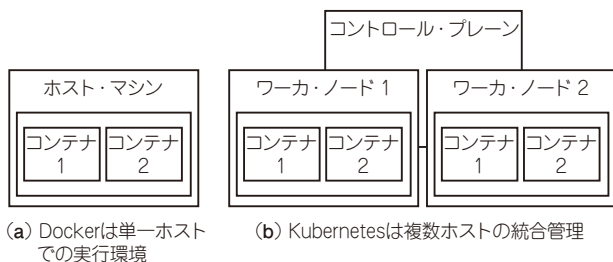 コントロール・プレーン
ホスト・マシン
コンテナ
1
コンテナ
2
ワーカ・ノード 1
コンテナ
1
コンテナ
2
ワーカ・ノード 2
コンテナ
1
コンテナ
2
(a) Dockerは単一ホスト
での実行環境
(b) Kubernetesは複数ホストの統合管理